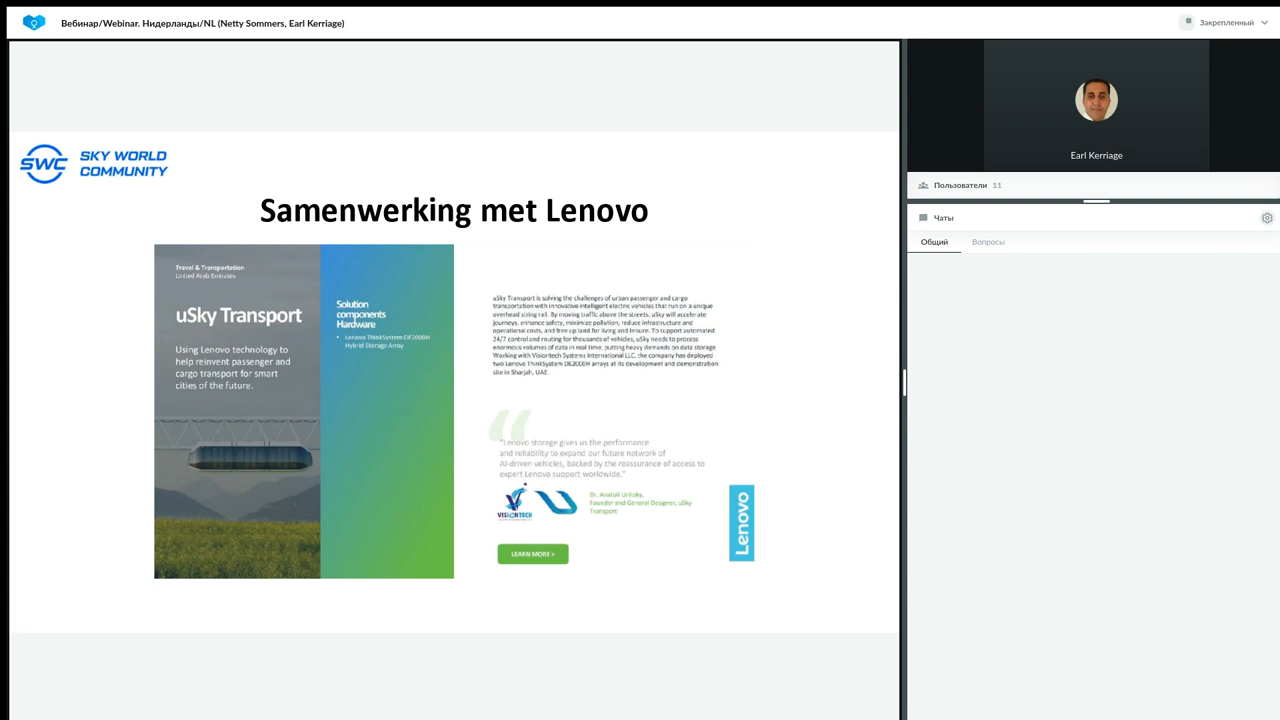 Вебинар/Webinar. Нидерланды/NL (Netty Sommers, Earl Kerriage)
Закрепленный
SWC SKY WORLD
COMMUNITY
Samenwerking met Lenovo
Travel & Transportation
United Arab Emirates
uSky Transport
Using Lenovo technology to
help reinvent passenger and
cargo transport for smart
cities of the future.
Solution
components
Hardware
• Lenovo ThinkSystem DE2000H
Hybrid Storage Array
uSky Transport is solving the challenges of urban passenger and cargo
transportation with innovative intelligent electric vehicles that run on a unique
overhead string rail. By moving traffic above the streets, uSky will accelerate
journeys, enhance safety, minimize pollution, reduce infrastructure and
operational costs, and free up land for living and leisure. To support automated
24/7 control and routing for thousands of vehicles, uSky needs to process
enormous volumes of data in real time, putting heavy demands on data storage.
Working with Visiontech Systems International LLC, the company has deployed
two Lenovo ThinkSystem DE2000H arrays at its development and demonstration
site in Sharjah, UAE.
“Lenovo storage gives us the performance
and reliability to expand our future network of
AI-driven vehicles, backed by the reassurance of access to
expert Lenovo support worldwide.”
VISIONTECH
Dr. Anatoli Unitsky,
Founder and General Designer, uSky
Transport
LEARN MORE >
Lenovo
Earl Kerriage
Пользователи 11
Чаты
Общий Вопросы